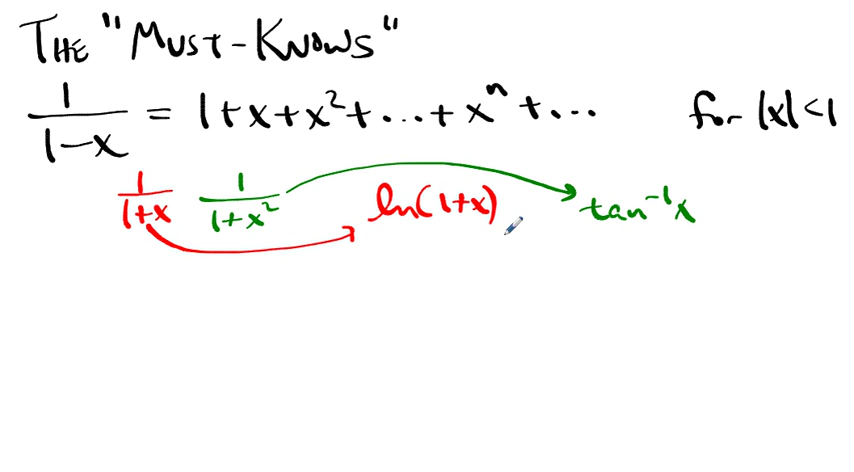 THE "MUST-KNOWS"
1/(1-x) = 1+x+x²+...+xⁿ+... for |x|<1
1/(1+x) 1/(1+x²) ln(1+x) tan⁻¹x